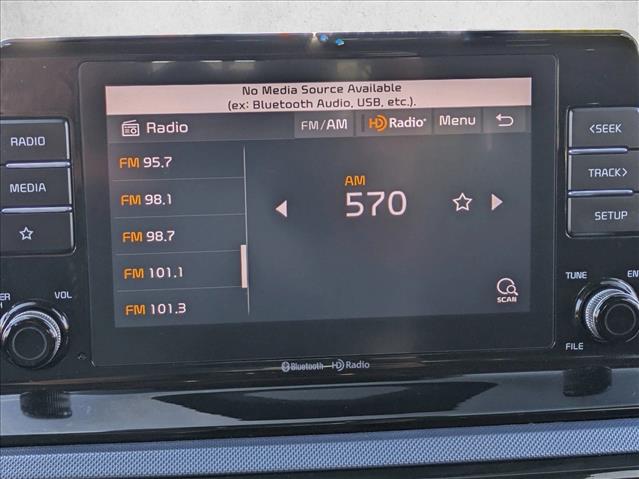 No Media Source Available
(ex: Bluetooth Audio, USB, etc.).
Radio FM/AM HD Radio Menu
FM 95.7
FM 98.1
FM 98.7
FM 101.1
FM 101.3
AM
570
SCAN
RADIO
MEDIA
VOL
<SEEK
TRACK>
SETUP
TUNE
FILE
Bluetooth HD Radio